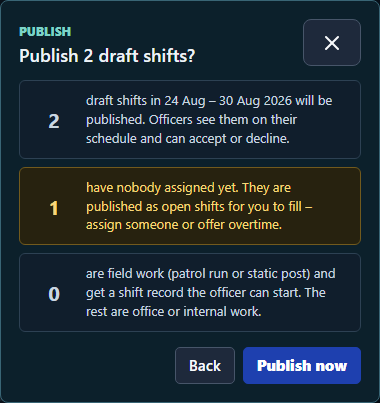 PUBLISH
Publish 2 draft shifts?
2
draft shifts in 24 Aug – 30 Aug 2026 will be
published. Officers see them on their
schedule and can accept or decline.
1
have nobody assigned yet. They are
published as open shifts for you to fill –
assign someone or offer overtime.
0
are field work (patrol run or static post) and
get a shift record the officer can start. The
rest are office or internal work.
Back
Publish now